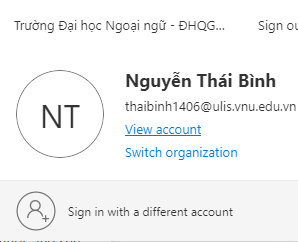 Trường Đại học Ngoại ngữ - ĐHQG...
Sign ou
NT
Nguyễn Thái Bình
thaibinh1406@ulis.vnu.edu.vn
View account
Switch organization
Sign in with a different account